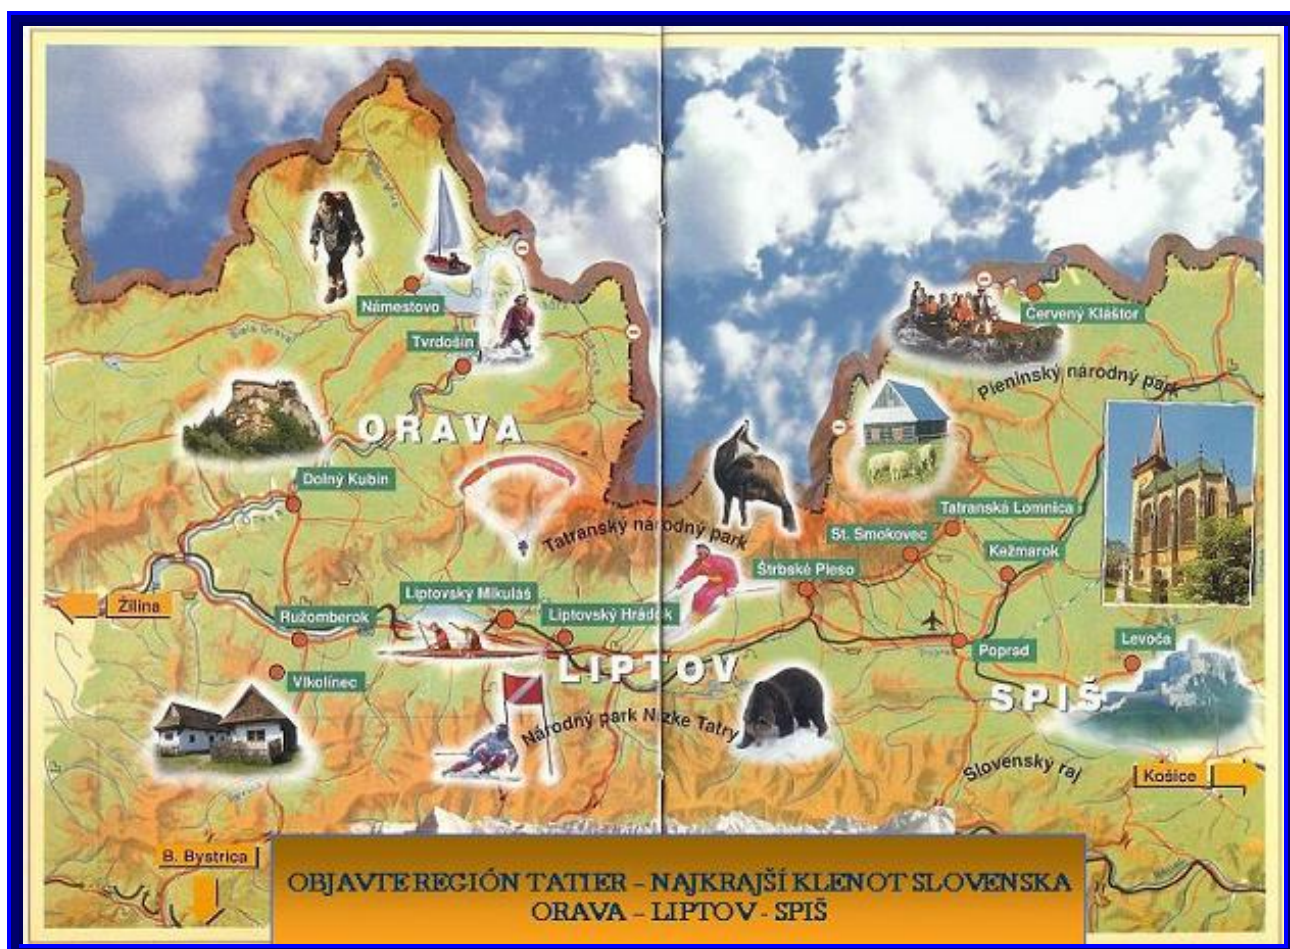 Námestovo
Tvrdošín
Biela Orava
ORAVA
Dolný Kubín
Červený Kláštor
Pieninský národný park
Tatranský národný park
Tatranská Lomnica
St. Smokovec
Kežmarok
Štrbské Pleso
Žilina
Ružomberok
Liptovský Mikuláš
Liptovský Hrádok
Poprad
Levoča
LIPTOV
SPIŠ
Vlkolínec
Národný park Nízke Tatry
Slovenský raj
Košice
B. Bystrica
OBJAVTE REGIÓN TATIER – NAJKRAJŠÍ KLENOT SLOVENSKA
ORAVA – LIPTOV - SPIŠ